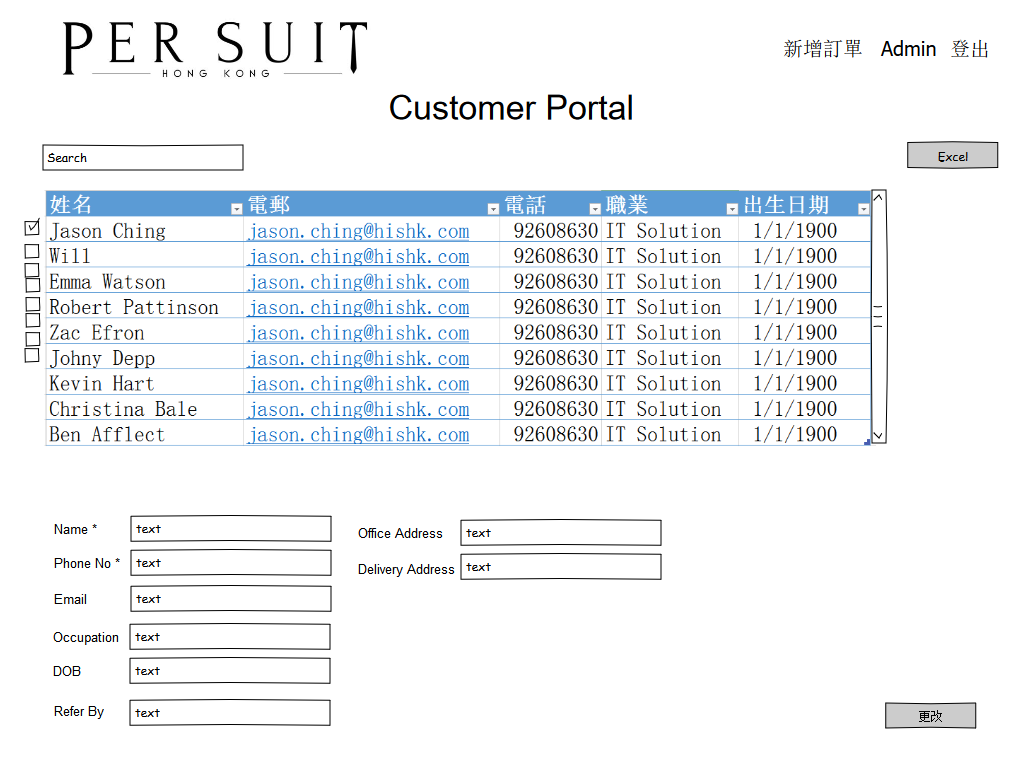 PER SUIT
HONG KONG
新增訂單 Admin 登出
Customer Portal
Search
Excel
姓名 電郵 電話 職業 出生日期
Jason Ching jason.ching@hishk.com 92608630 IT Solution 1/1/1900
Will jason.ching@hishk.com 92608630 IT Solution 1/1/1900
Emma Watson jason.ching@hishk.com 92608630 IT Solution 1/1/1900
Robert Pattinson jason.ching@hishk.com 92608630 IT Solution 1/1/1900
Zac Efron jason.ching@hishk.com 92608630 IT Solution 1/1/1900
Johny Depp jason.ching@hishk.com 92608630 IT Solution 1/1/1900
Kevin Hart jason.ching@hishk.com 92608630 IT Solution 1/1/1900
Christina Bale jason.ching@hishk.com 92608630 IT Solution 1/1/1900
Ben Afflect jason.ching@hishk.com 92608630 IT Solution 1/1/1900
Name * text
Office Address text
Phone No * text
Delivery Address text
Email text
Occupation text
DOB text
Refer By text
更改